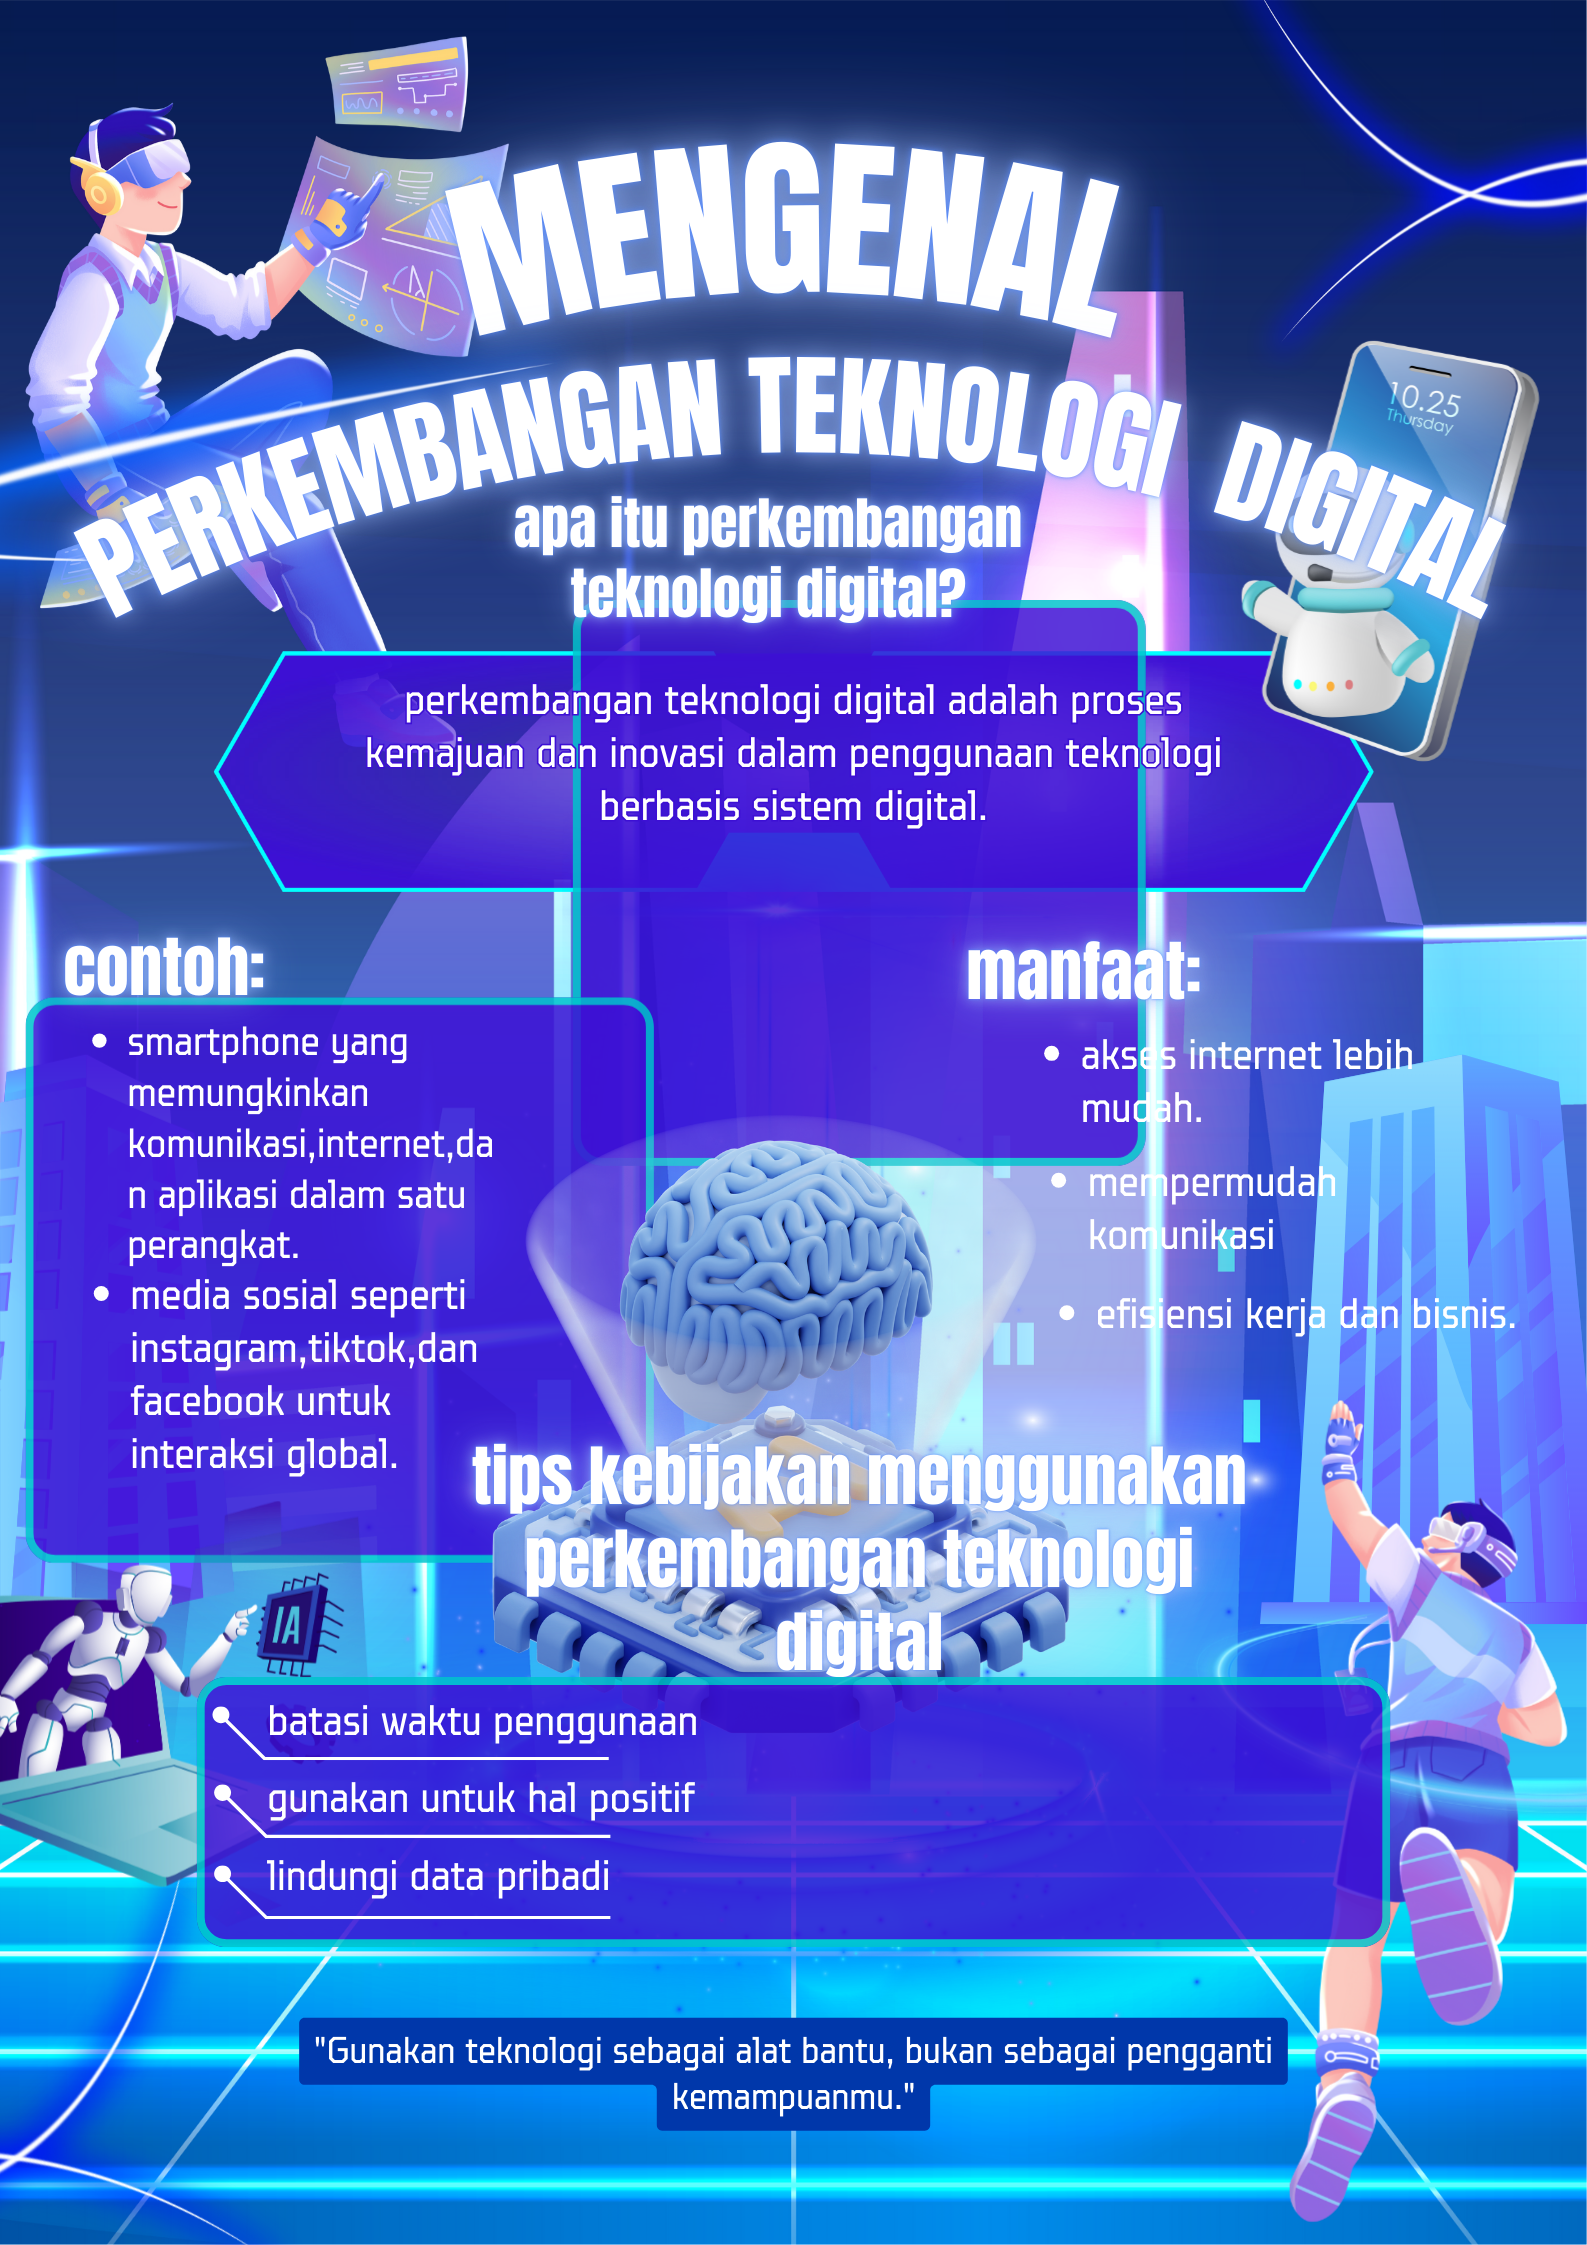 MENGENAL
PERKEMBANGAN TEKNOLOGI DIGITAL
10.25
Thursday
apa itu perkembangan
teknologi digital?
perkembangan teknologi digital adalah proses
kemajuan dan inovasi dalam penggunaan teknologi
berbasis sistem digital.
contoh:
• smartphone yang
memungkinkan
komunikasi,internet,da
n aplikasi dalam satu
perangkat.
• media sosial seperti
instagram,tiktok,dan
facebook untuk
interaksi global.
manfaat:
• akses internet lebih
mudah.
• mempermudah
komunikasi
• efisiensi kerja dan bisnis.
IA
tips kebijakan menggunakan
perkembangan teknologi
digital
batasi waktu penggunaan
gunakan untuk hal positif
lindungi data pribadi
"Gunakan teknologi sebagai alat bantu, bukan sebagai pengganti
kemampuanmu."